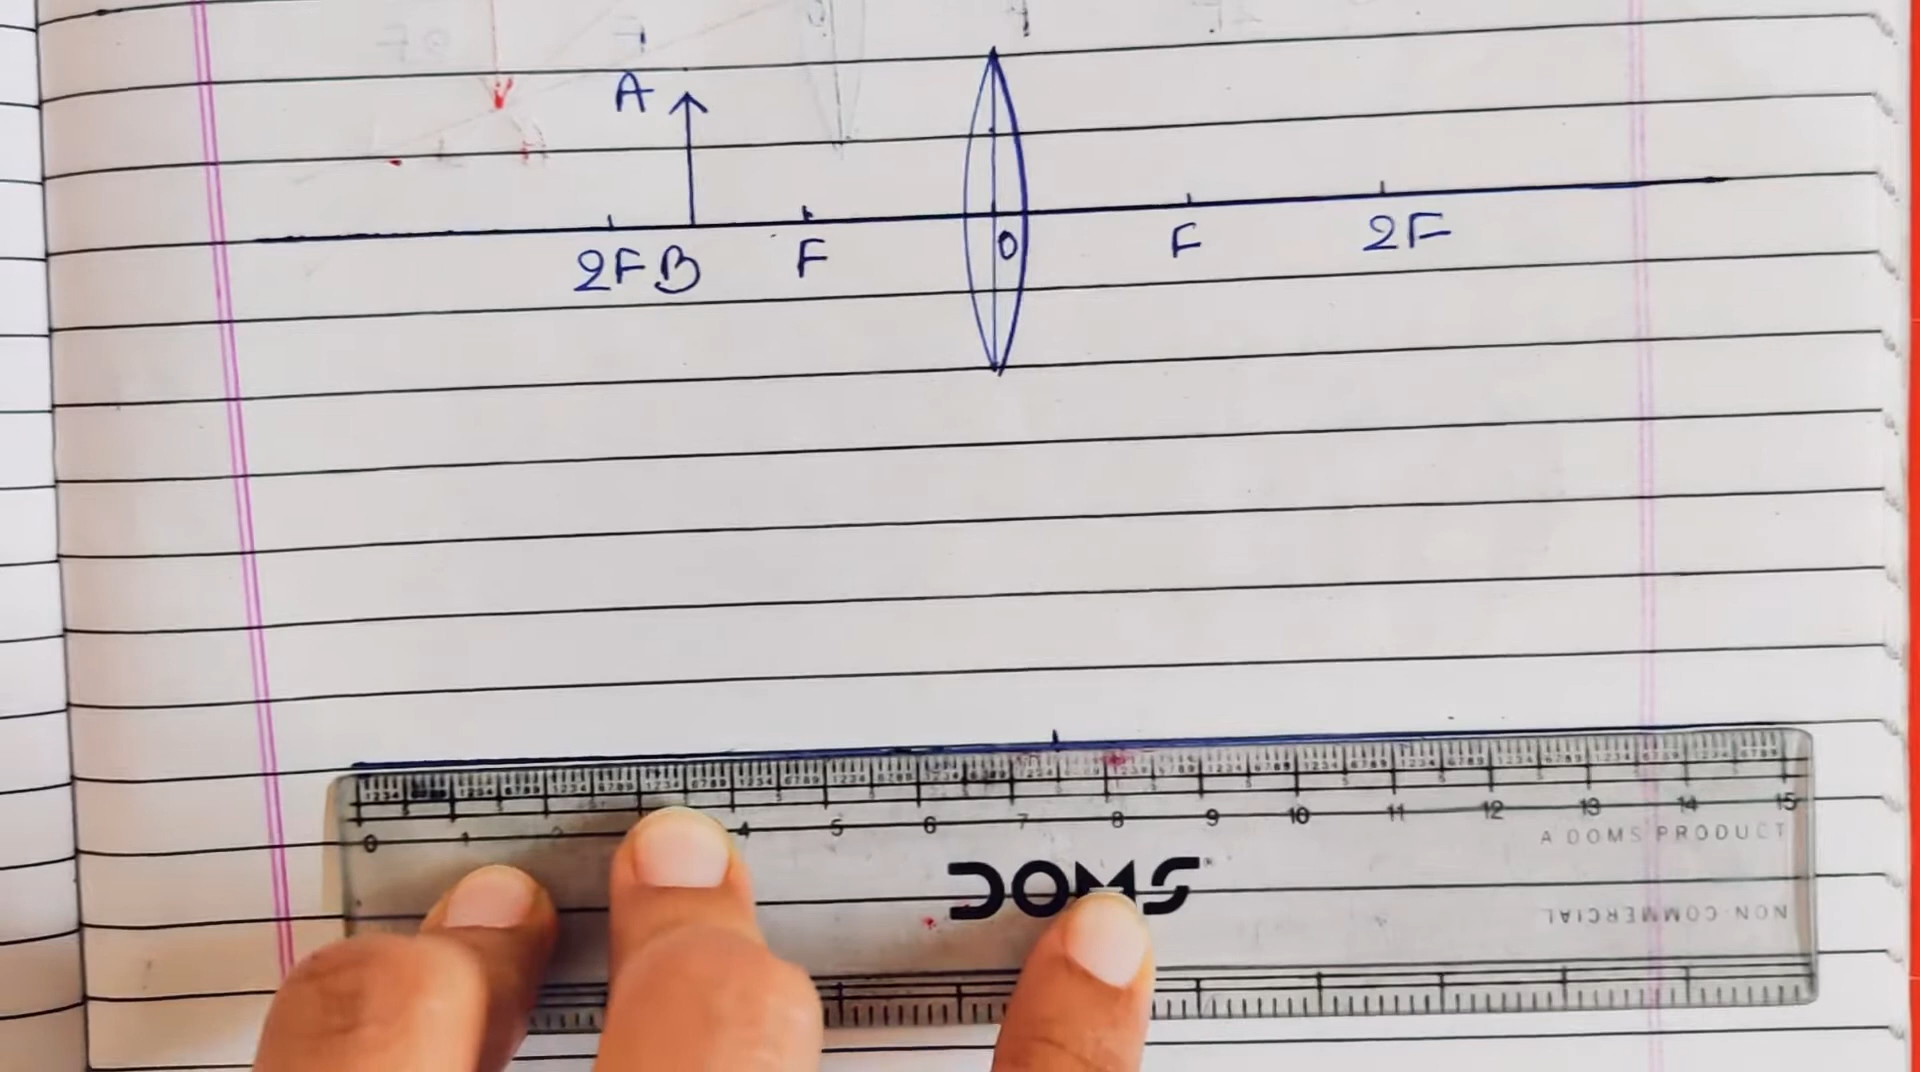 A
2F B F O F 2F
0 1 2 4 5 6 7 8 9 10 11 12 13 14 15
A DOMS PRODUCT
DOMS
NON-COMMERCIAL